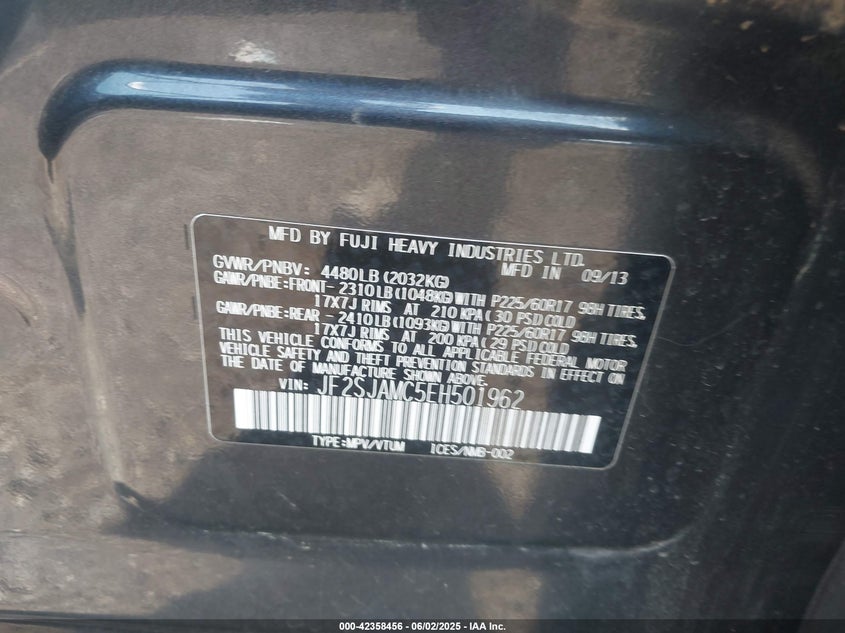 MFD BY FUJI HEAVY INDUSTRIES LTD.
GVWR/PNBV: 4480LB(2032KG) MFD IN 09/13
GAWR/PNBE:FRONT- 2310LB(1048KG)WITH P225/60R17 98H TIRES.
17X7J RIMS AT 210 KPA(30 PSI)COLD
GAWR/PNBE:REAR - 2410LB(1093KG)WITH P225/60R17 98H TIRES.
17X7J RIMS AT 200 KPA(29 PSI)COLD
THIS VEHICLE CONFORMS TO ALL APPLICABLE FEDERAL MOTOR
VEHICLE SAFETY AND THEFT PREVENTION STANDARDS IN EFFECT ON
THE DATE OF MANUFACTURE SHOWN ABOVE.
VIN: JF2SJAMC5EH501962
TYPE:MPV/VTUM ICES/NMB-002
000-42358456 - 06/02/2025 - IAA Inc.